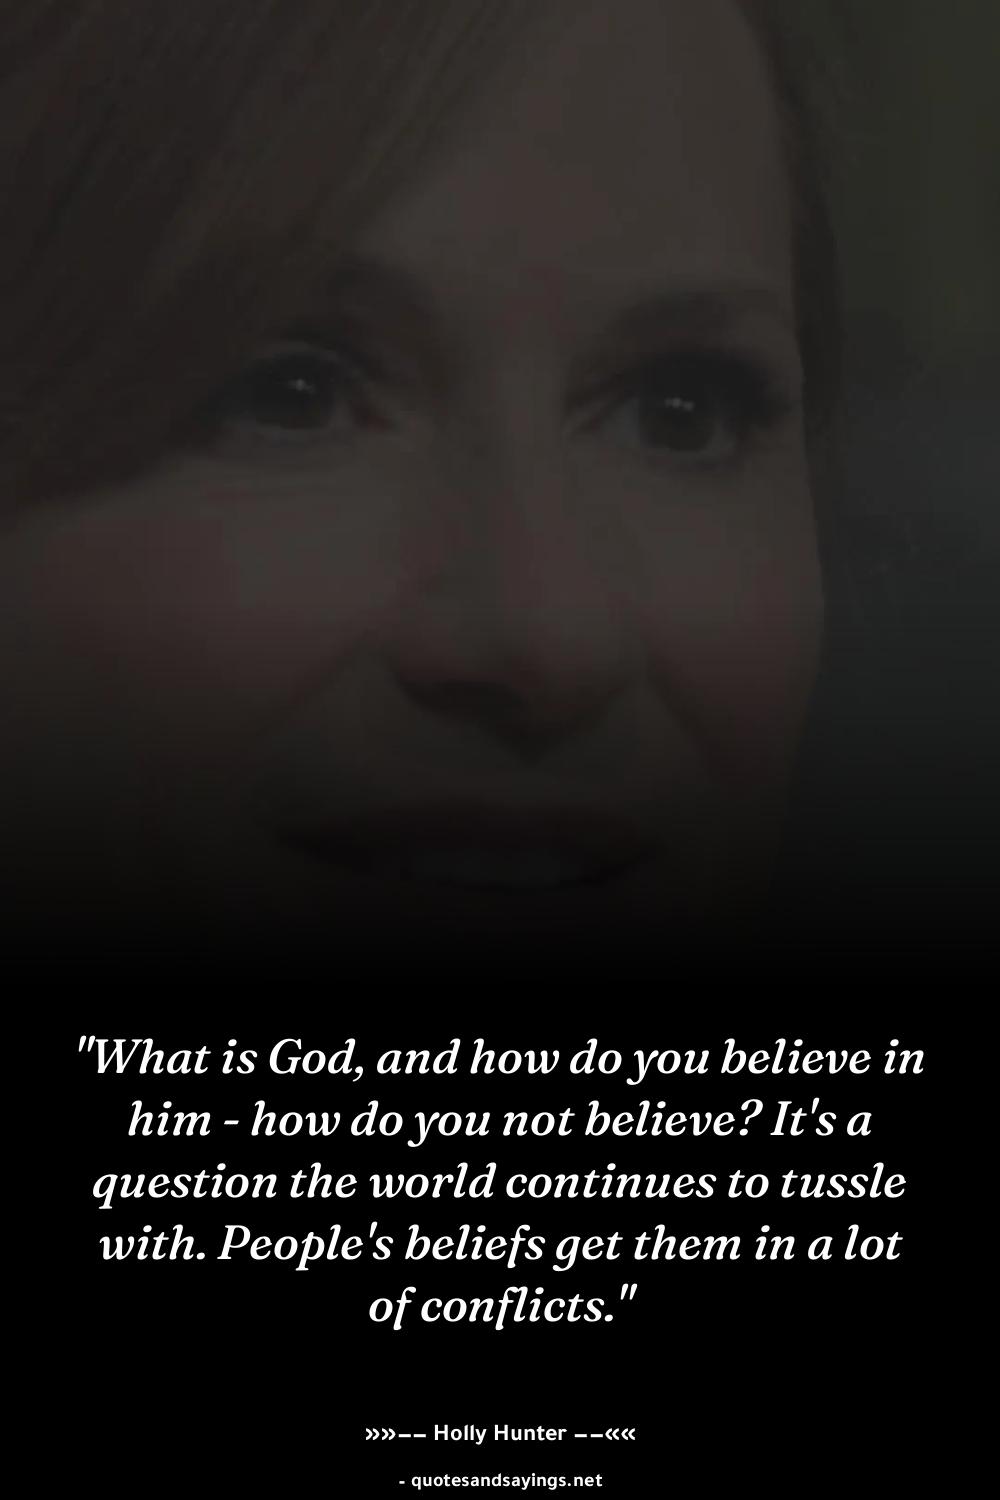 "What is God, and how do you believe in
him - how do you not believe? It's a
question the world continues to tussle
with. People's beliefs get them in a lot
of conflicts."
»»−− Holly Hunter −−««
- quotesandsayings.net